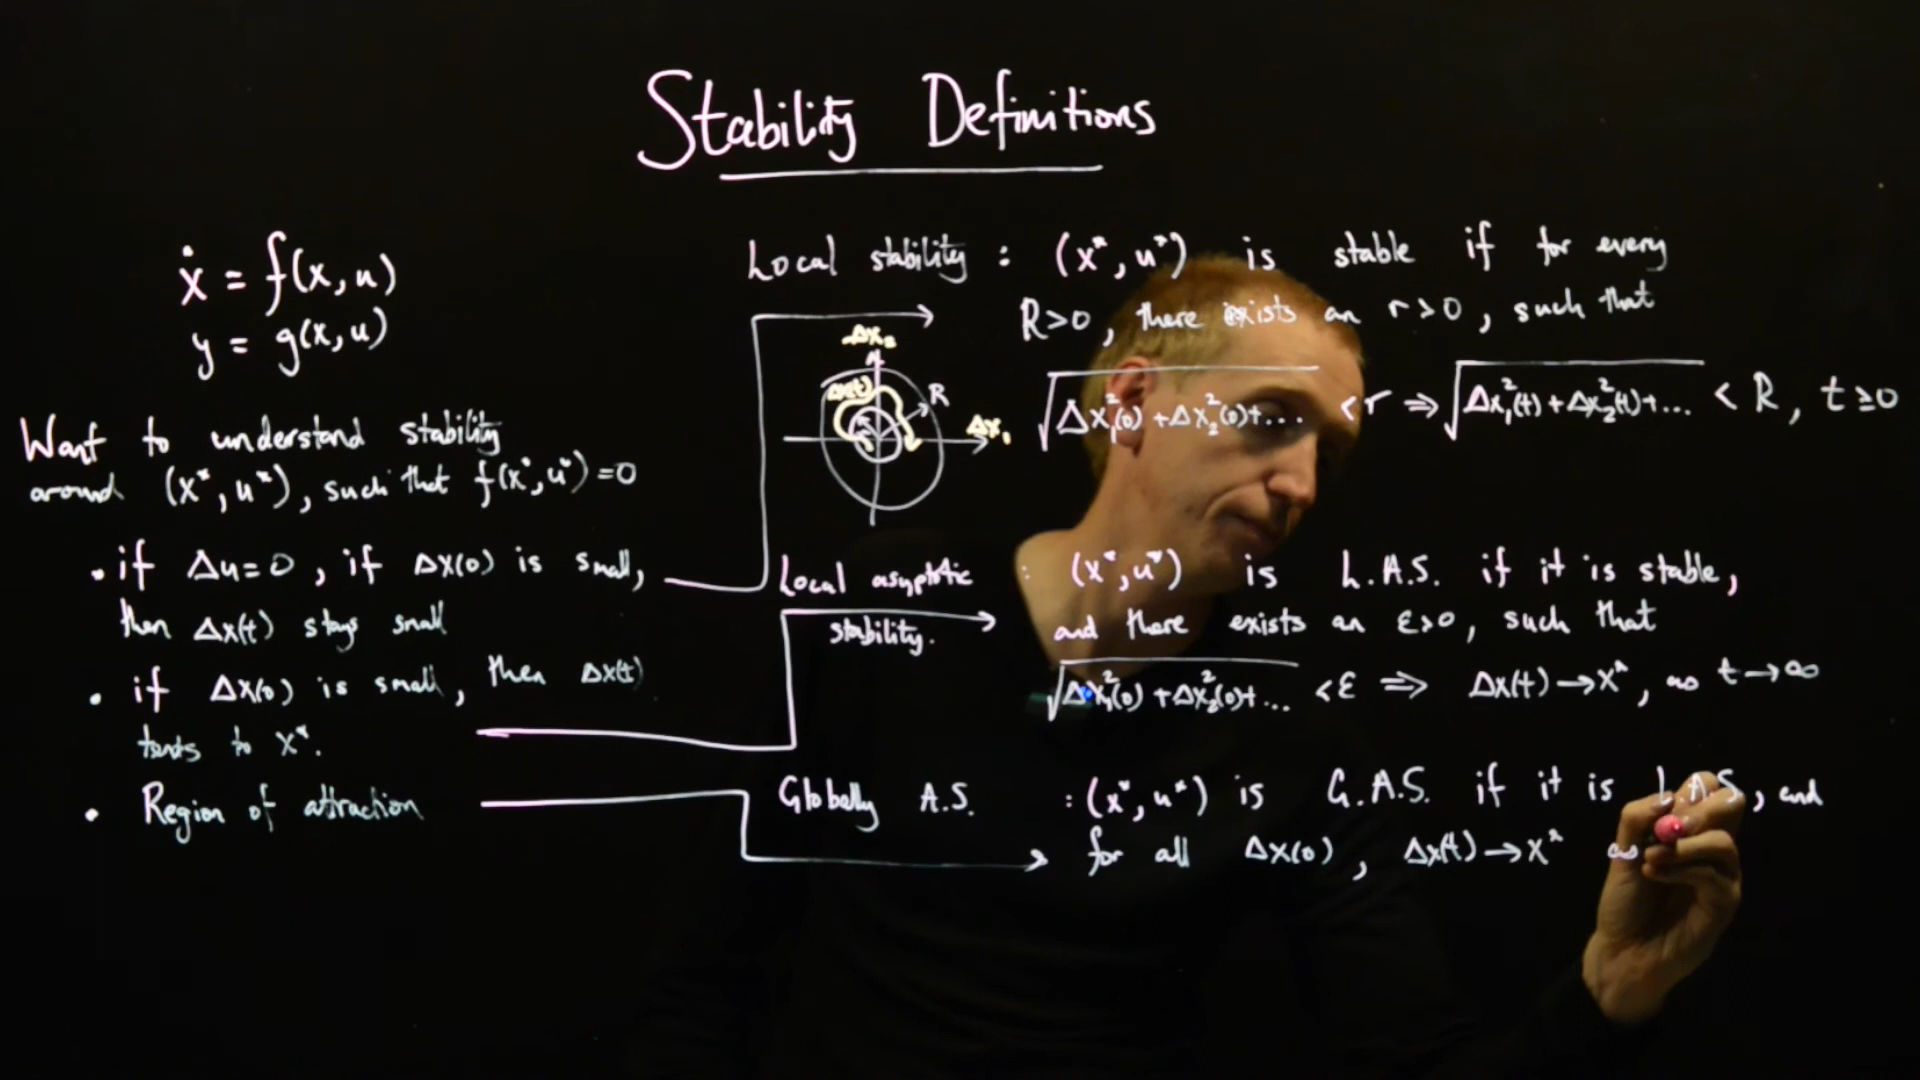 Stability Definitions
ẋ = f(x, u)
y = g(x, u)
Want to understand stability
around (x*, u*), such that f(x*, u*) = 0
• if Δu = 0, if Δx(0) is small,
then Δx(t) stays small
• if Δx(0) is small, then Δx(t)
tends to x*.
• Region of attraction
Local stability : (x*, u*) is stable if for every
R>0, there exists an r>0, such that
Δx₂
Δx(t)
R
Δx₁
√(Δx₁²(0) + Δx₂²(0)+...) < r ⇒ √(Δx₁²(t) + Δx₂²(t)+...) < R, t ≥ 0
Local asymptotic
stability.
: (x*, u*) is L.A.S. if it is stable,
and there exists an ε>0, such that
√(Δx₁²(0) + Δx₂²(0)+...) < ε ⇒ Δx(t) → x*, as t → ∞
Globally A.S. : (x*, u*) is G.A.S. if it is L.A.S, and
for all Δx(0), Δx(t) → x* as